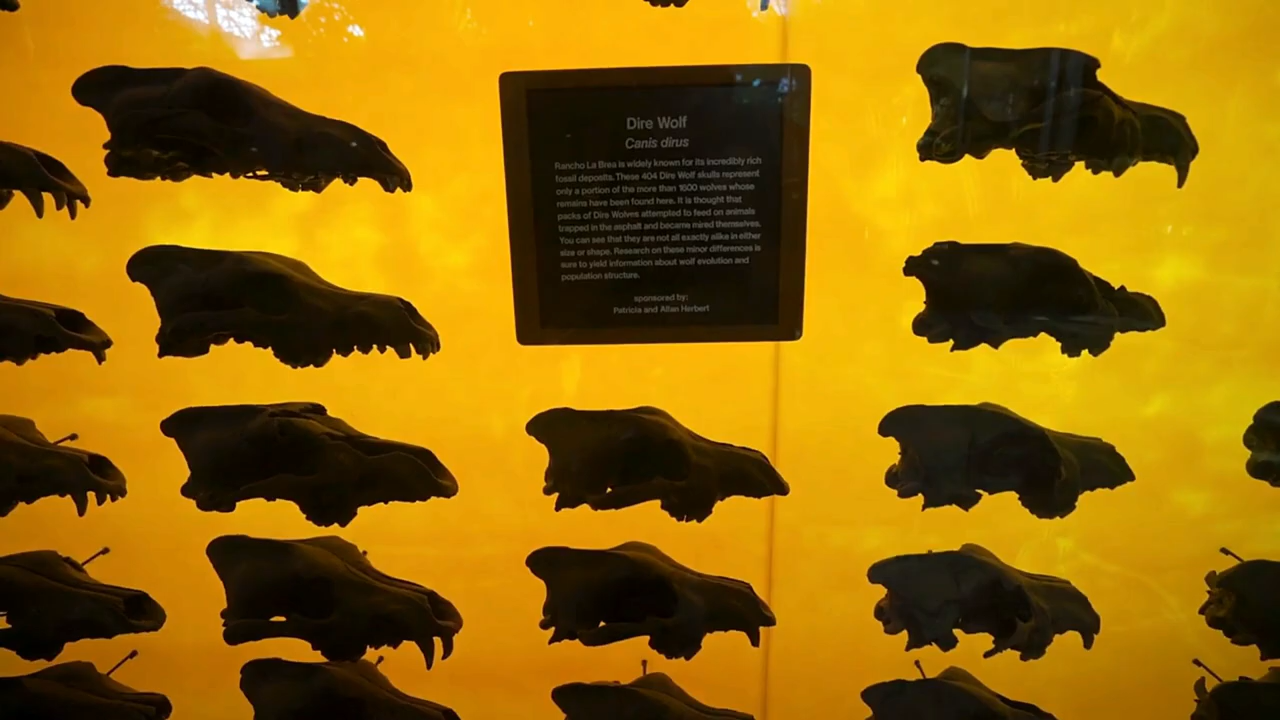 Dire Wolf
Canis dirus
Rancho La Brea is widely known for its incredibly rich
fossil deposits. These 404 Dire Wolf skulls represent
only a portion of the more than 1600 wolves whose
remains have been found here. It is thought that
packs of Dire Wolves attempted to feed on animals
trapped in the asphalt and became mired themselves.
You can see that they are not all exactly alike in either
size or shape. Research on these minor differences is
sure to yield information about wolf evolution and
population structure.
sponsored by:
Patricia and Allan Herbert